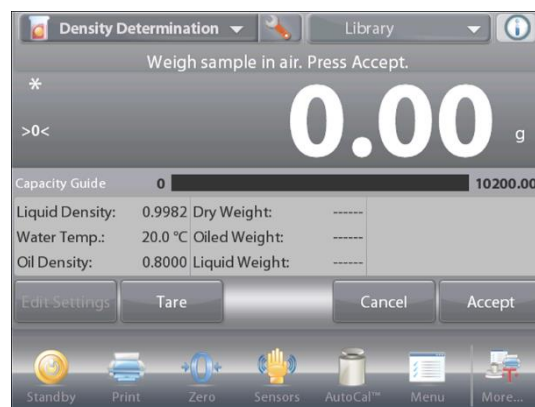 Density Determination Library
Weigh sample in air. Press Accept.
*
>0< 0.00 g
Capacity Guide 0 10200.00
Liquid Density: 0.9982 Dry Weight: ------
Water Temp.: 20.0 °C Oiled Weight: ------
Oil Density: 0.8000 Liquid Weight: ------
Edit Settings Tare Cancel Accept
Standby Print Zero Sensors AutoCal™ Menu More...